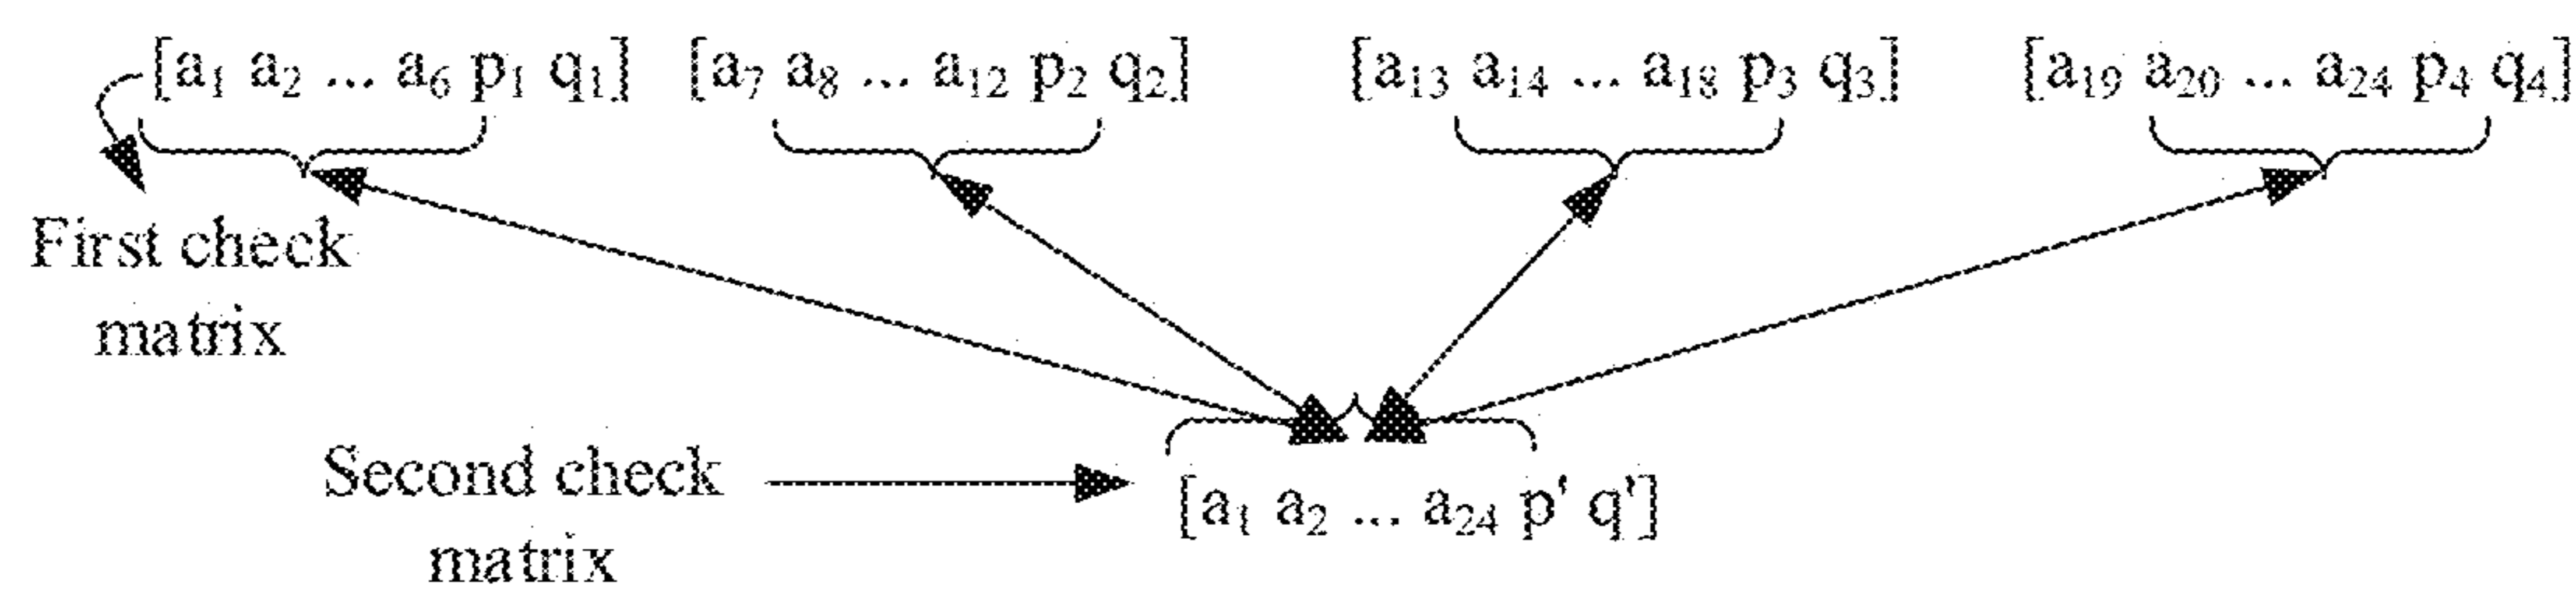 [a₁ a₂ ... a₆ p₁ q₁] [a₇ a₈ ... a₁₂ p₂ q₂] [a₁₃ a₁₄ ... a₁₈ p₃ q₃] [a₁₉ a₂₀ ... a₂₄ p₄ q₄]
First check
matrix
Second check
matrix
[a₁ a₂ ... a₂₄ p' q']